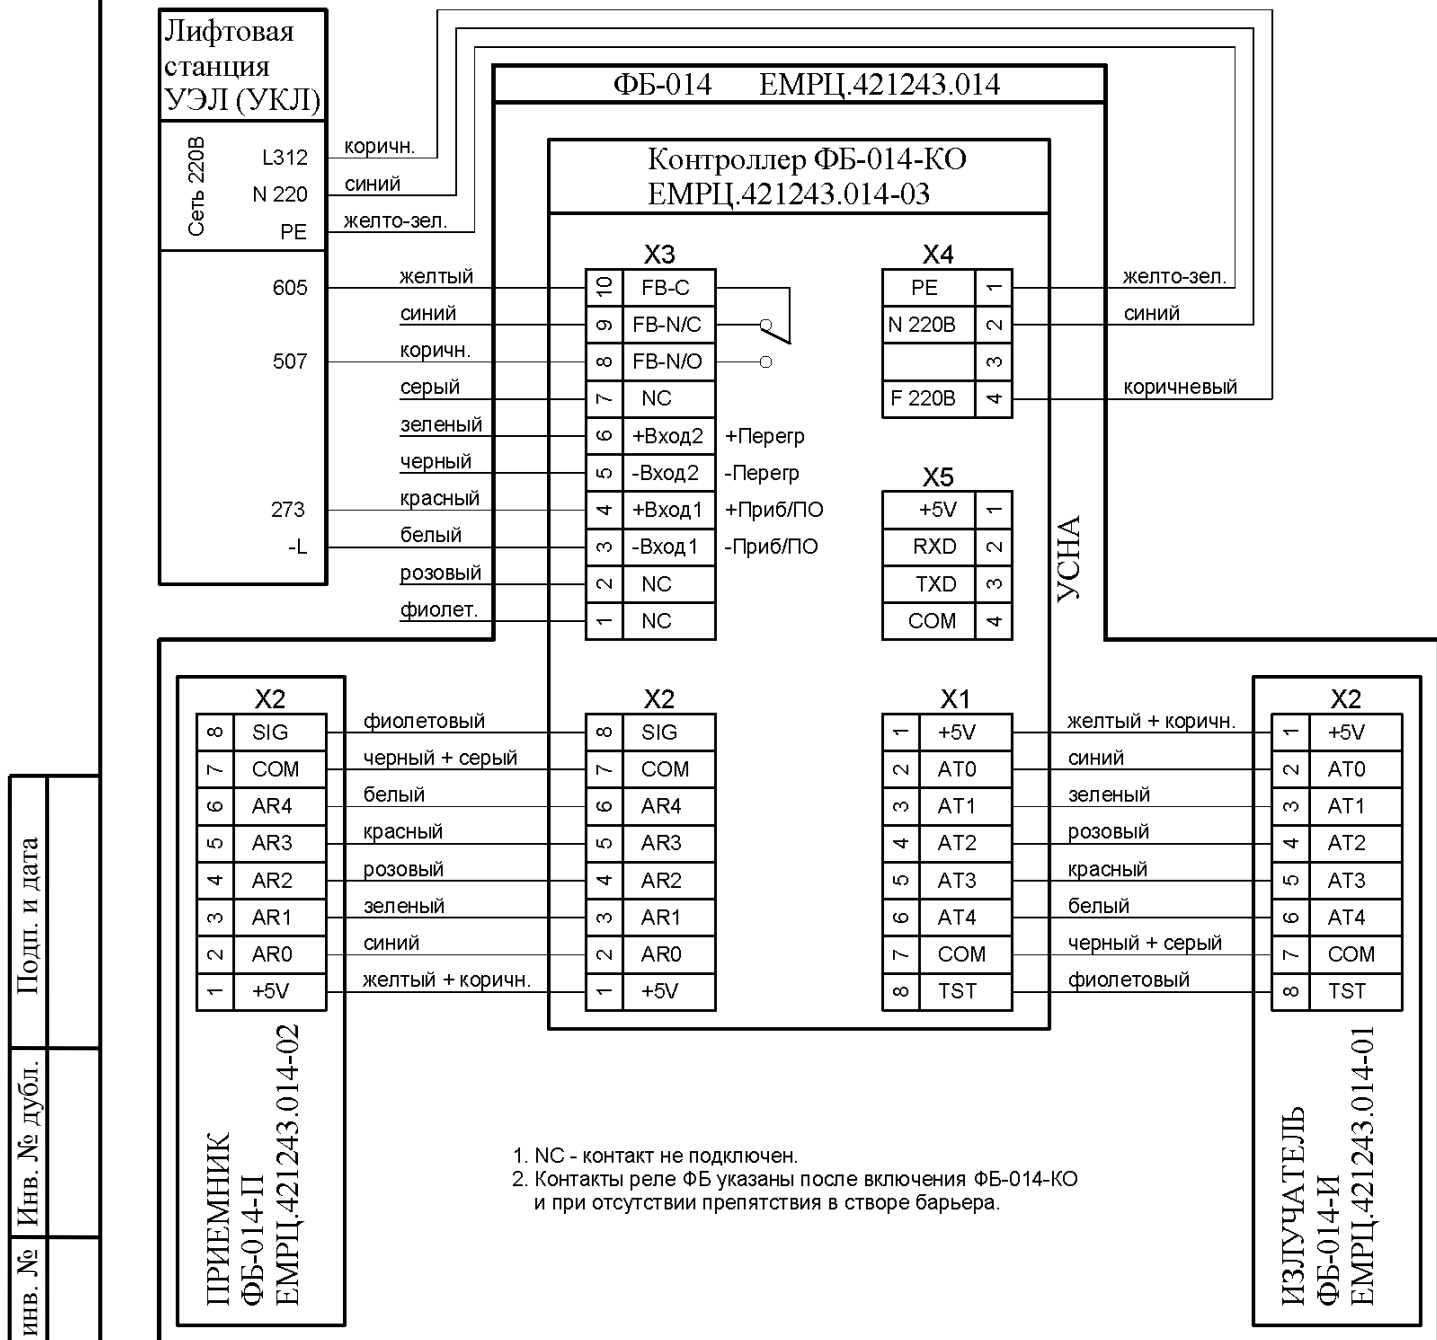 Лифтовая
станция
УЭЛ (УКЛ)
Сеть 220В
L312
N 220
PE
коричн.
синий
желто-зел.
605
507
273
-L
ФБ-014 ЕМРЦ.421243.014
Контроллер ФБ-014-КО
ЕМРЦ.421243.014-03
X3
желтый 10 FB-C
синий 9 FB-N/C
коричн. 8 FB-N/O
серый 7 NC
зеленый 6 +Вход2 +Перегр
черный 5 -Вход2 -Перегр
красный 4 +Вход1 +Приб/ПО
белый 3 -Вход1 -Приб/ПО
розовый 2 NC
фиолет. 1 NC
X4
PE 1 желто-зел.
N 220В 2 синий
3
F 220В 4 коричневый
X5
+5V 1
RXD 2
TXD 3
COM 4
УСНА
X2
8 SIG
7 COM
6 AR4
5 AR3
4 AR2
3 AR1
2 AR0
1 +5V
фиолетовый
черный + серый
белый
красный
розовый
зеленый
синий
желтый + коричн.
X2
8 SIG
7 COM
6 AR4
5 AR3
4 AR2
3 AR1
2 AR0
1 +5V
X1
1 +5V
2 AT0
3 AT1
4 AT2
5 AT3
6 AT4
7 COM
8 TST
желтый + коричн.
синий
зеленый
розовый
красный
белый
черный + серый
фиолетовый
X2
1 +5V
2 AT0
3 AT1
4 AT2
5 AT3
6 AT4
7 COM
8 TST
ПРИЕМНИК
ФБ-014-П
ЕМРЦ.421243.014-02
1. NC - контакт не подключен.
2. Контакты реле ФБ указаны после включения ФБ-014-КО
и при отсутствии препятствия в створе барьера.
ИЗЛУЧАТЕЛЬ
ФБ-014-И
ЕМРЦ.421243.014-01
Подп. и дата
Инв. № дубл.
инв. №